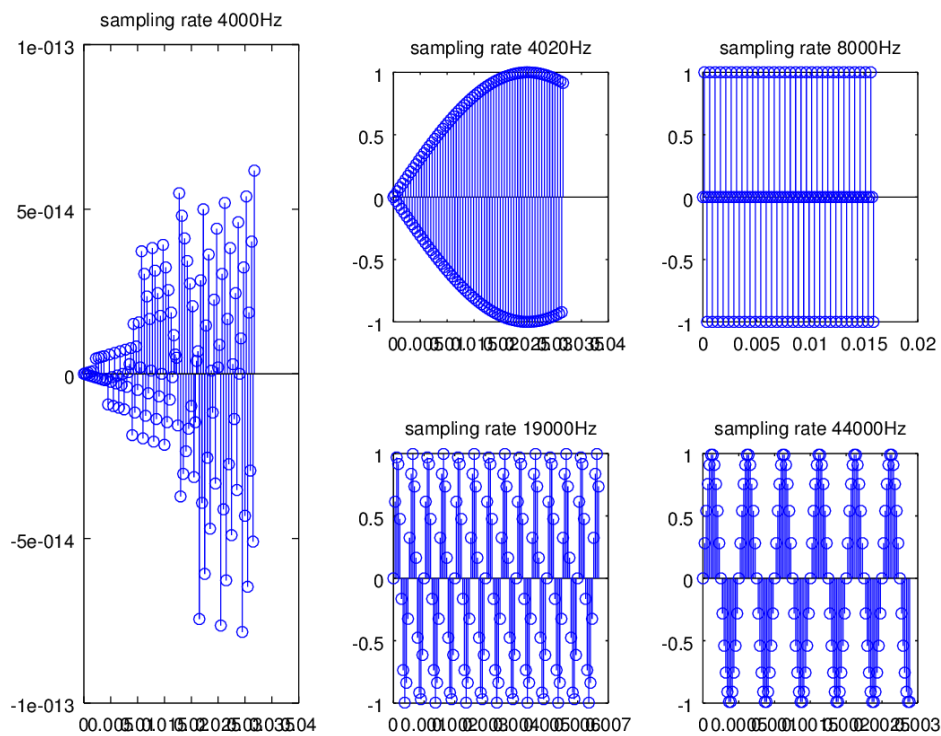 sampling rate 4000Hz
1e-013
5e-014
0
-5e-014
-1e-013
sampling rate 4020Hz
1
0.5
0
-0.5
-1
sampling rate 8000Hz
1
0.5
0
-0.5
-1
0 0.005 0.01 0.015 0.02
sampling rate 19000Hz
1
0.5
0
-0.5
-1
sampling rate 44000Hz
1
0.5
0
-0.5
-1